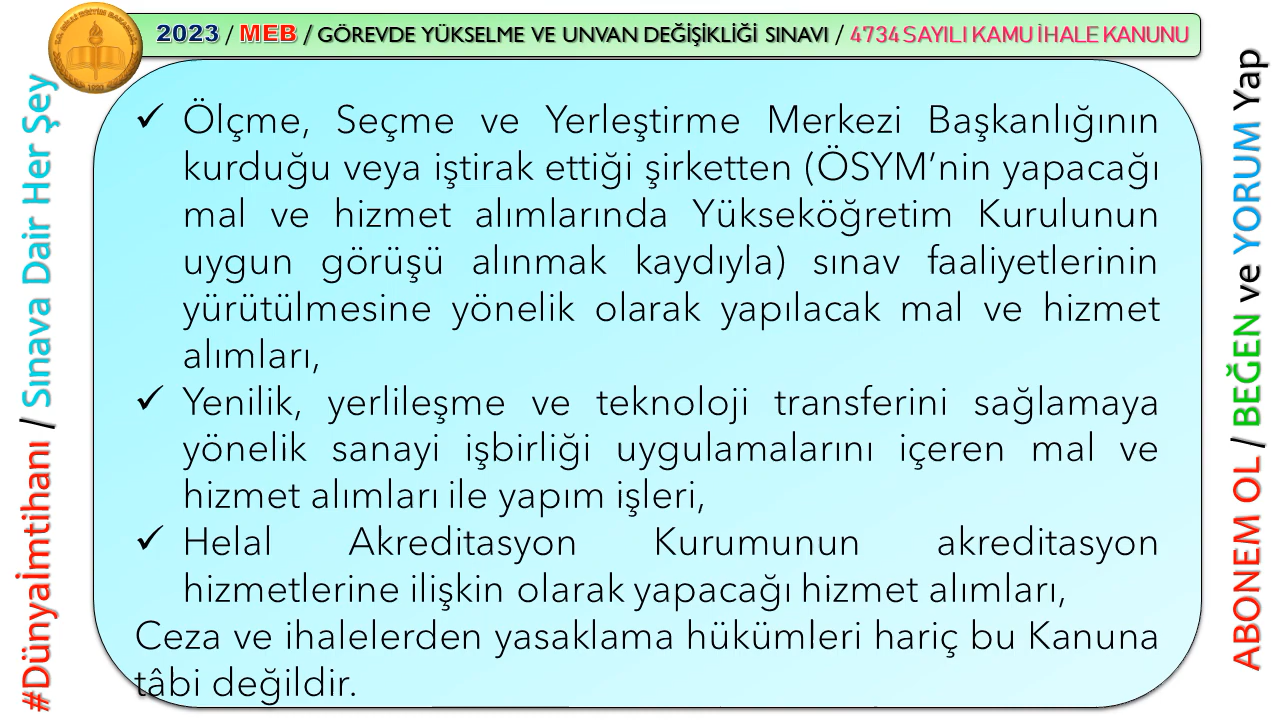 2023 / MEB / GÖREVDE YÜKSELME VE UNVAN DEĞİŞİKLİĞİ SINAVI / 4734 SAYILI KAMU İHALE KANUNU
#Dünyaİmtihanı / Sınava Dair Her Şey
✓ Ölçme, Seçme ve Yerleştirme Merkezi Başkanlığının
kurduğu veya iştirak ettiği şirketten (ÖSYM’nin yapacağı
mal ve hizmet alımlarında Yükseköğretim Kurulunun
uygun görüşü alınmak kaydıyla) sınav faaliyetlerinin
yürütülmesine yönelik olarak yapılacak mal ve hizmet
alımları,
✓ Yenilik, yerlileşme ve teknoloji transferini sağlamaya
yönelik sanayi işbirliği uygulamalarını içeren mal ve
hizmet alımları ile yapım işleri,
✓ Helal Akreditasyon Kurumunun akreditasyon
hizmetlerine ilişkin olarak yapacağı hizmet alımları,
Ceza ve ihalelerden yasaklama hükümleri hariç bu Kanuna
tâbi değildir.
ABONEM OL / BEĞEN ve YORUM Yap